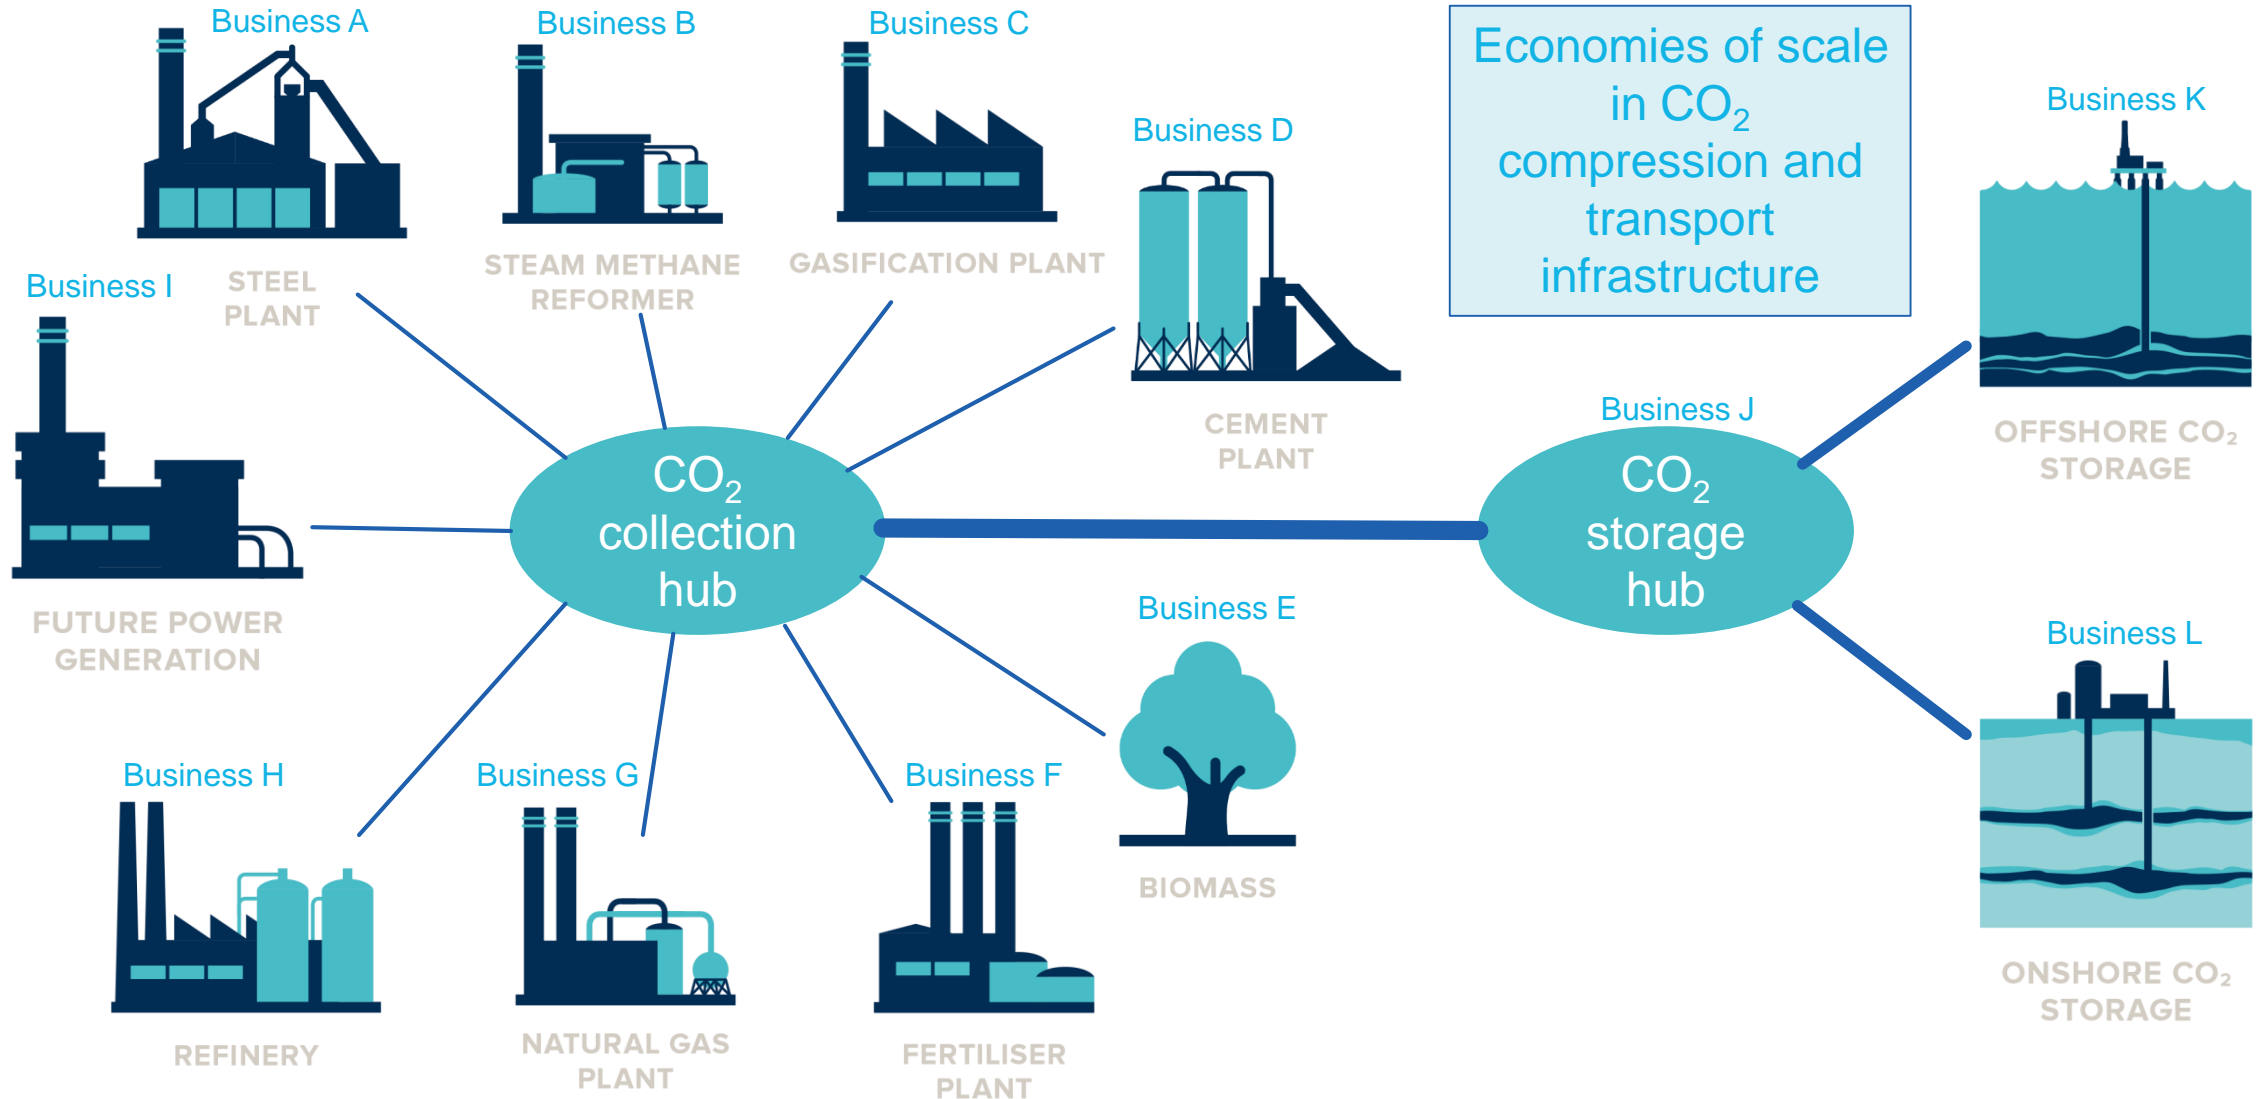 Business A
STEEL
PLANT
Business B
STEAM METHANE
REFORMER
Business C
GASIFICATION PLANT
Business D
CEMENT
PLANT
Economies of scale
in CO₂
compression and
transport
infrastructure
Business K
OFFSHORE CO₂
STORAGE
Business I
FUTURE POWER
GENERATION
CO₂
collection
hub
Business J
CO₂
storage
hub
Business E
BIOMASS
Business L
ONSHORE CO₂
STORAGE
Business H
REFINERY
Business G
NATURAL GAS
PLANT
Business F
FERTILISER
PLANT